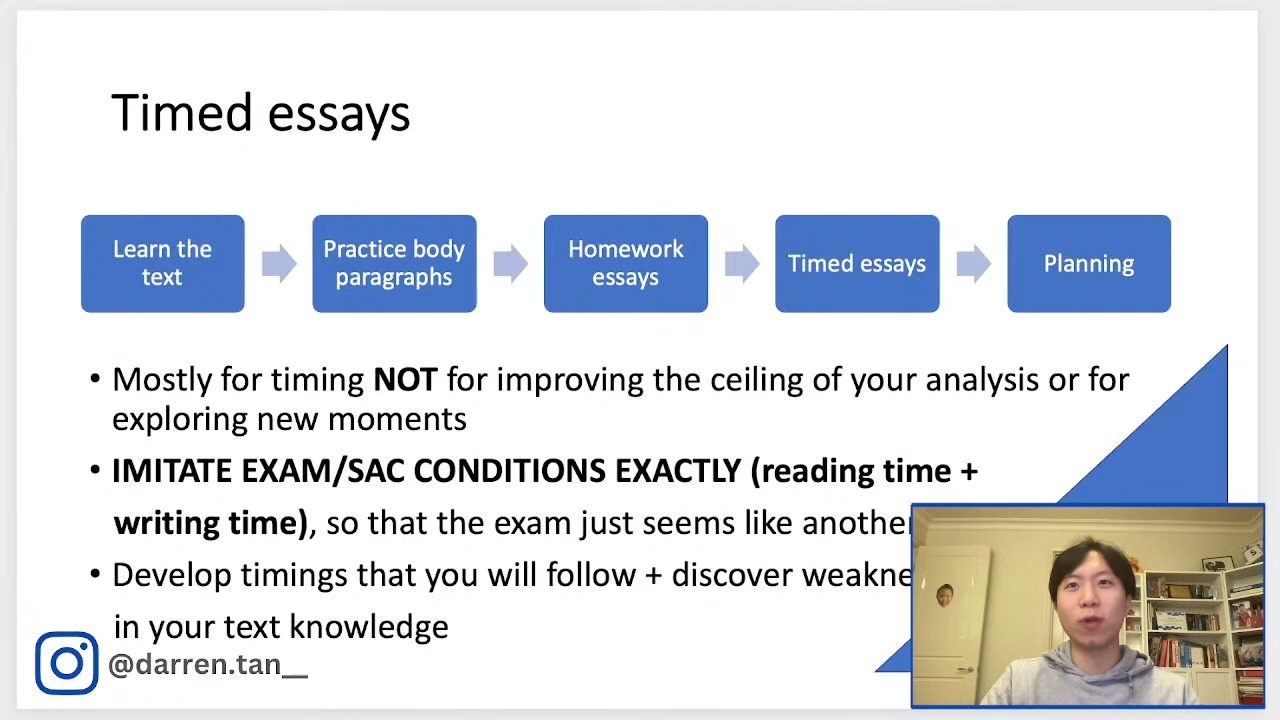 Timed essays
Learn the
text
Practice body
paragraphs
Homework
essays
Timed essays
Planning
• Mostly for timing NOT for improving the ceiling of your analysis or for
exploring new moments
• IMITATE EXAM/SAC CONDITIONS EXACTLY (reading time +
writing time), so that the exam just seems like another
• Develop timings that you will follow + discover
in your text knowledge
@darren.tan__